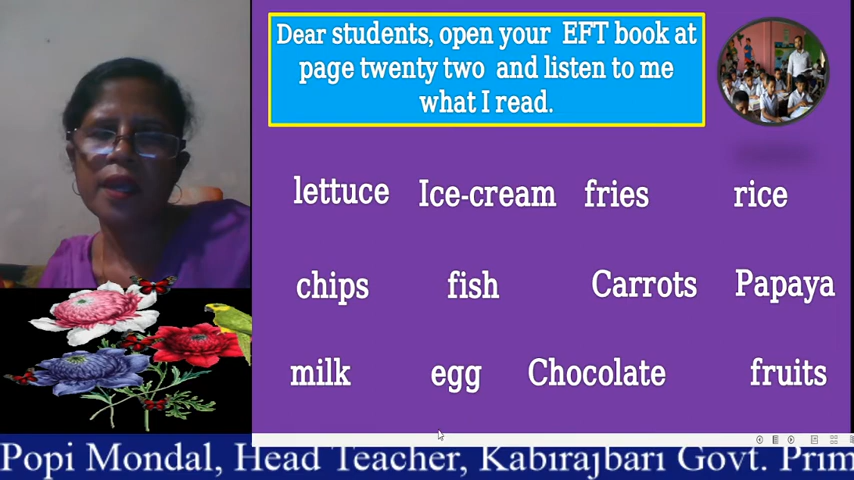 Dear students, open your EFT book at
page twenty two and listen to me
what I read.
lettuce Ice-cream fries rice
chips fish Carrots Papaya
milk egg Chocolate fruits
Popi Mondal, Head Teacher, Kabirajbari Govt. Prim